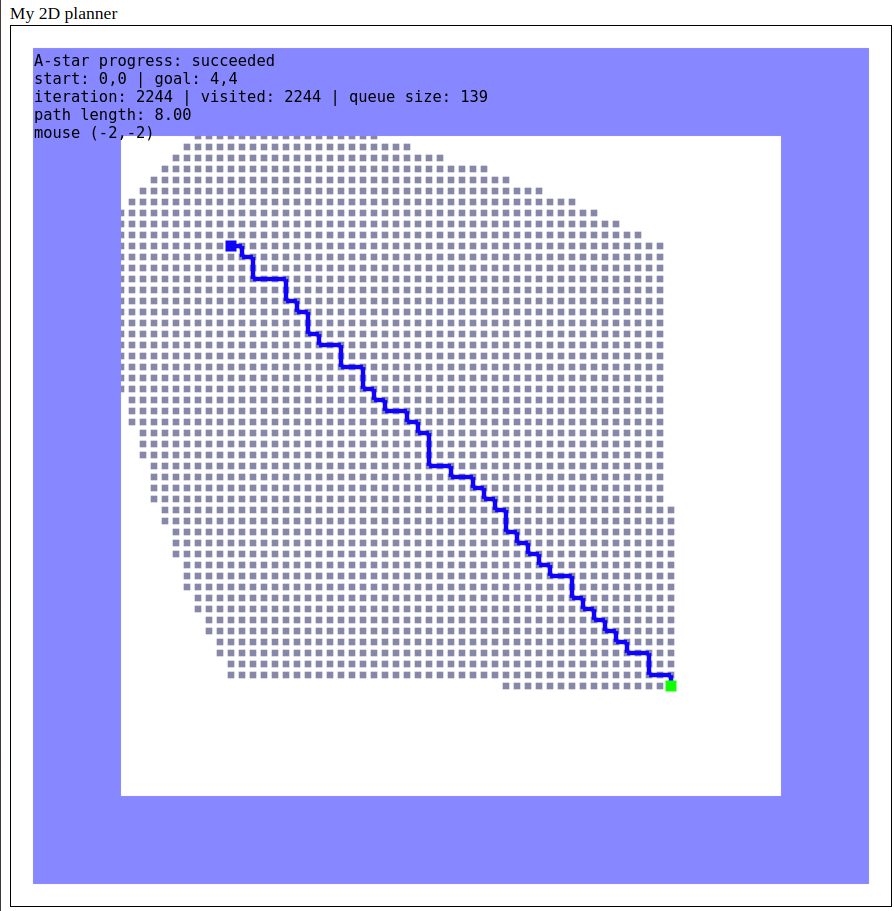 My 2D planner
A-star progress: succeeded
start: 0,0 | goal: 4,4
iteration: 2244 | visited: 2244 | queue size: 139
path length: 8.00
mouse (-2,-2)